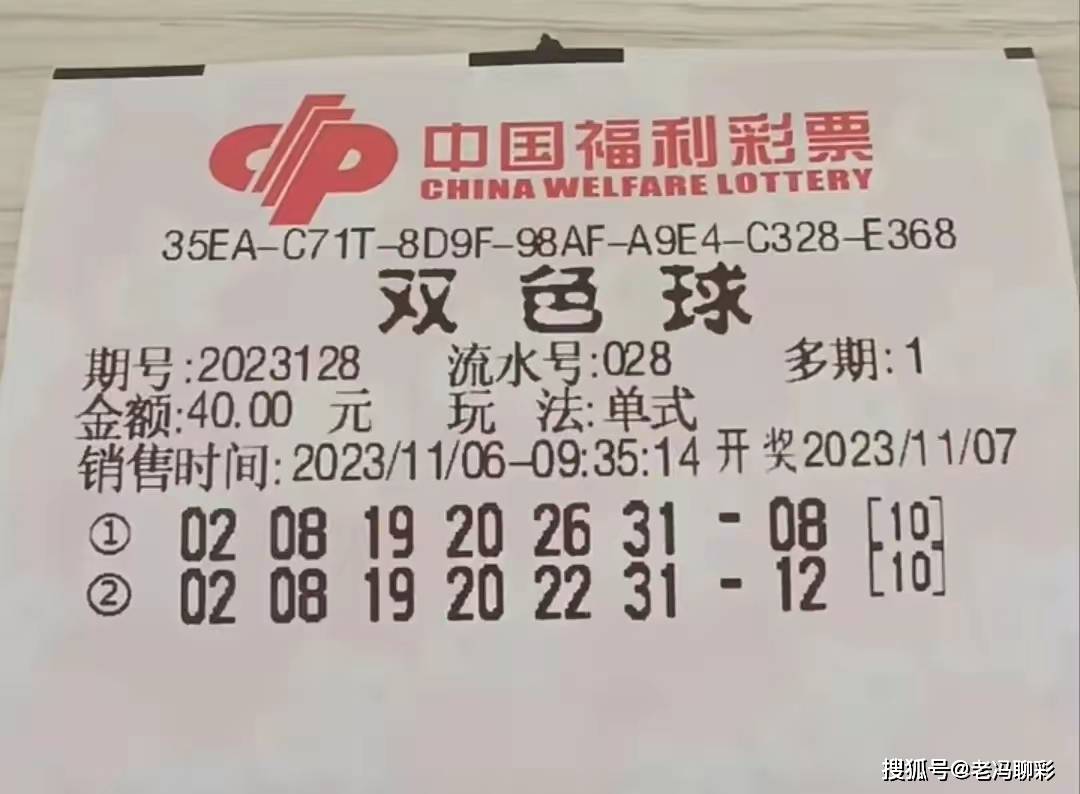 中国福利彩票
CHINA WELFARE LOTTERY
35EA-C71T-8D9F-98AF-A9E4-C328-E368
双色球
期号:2023128 流水号:028 多期:1
金额:40.00 元 玩 法:单式
销售时间:2023/11/06-09:35:14 开奖2023/11/07
① 02 08 19 20 26 31 - 08 [10]
② 02 08 19 20 22 31 - 12 [10]
搜狐号@老冯聊彩